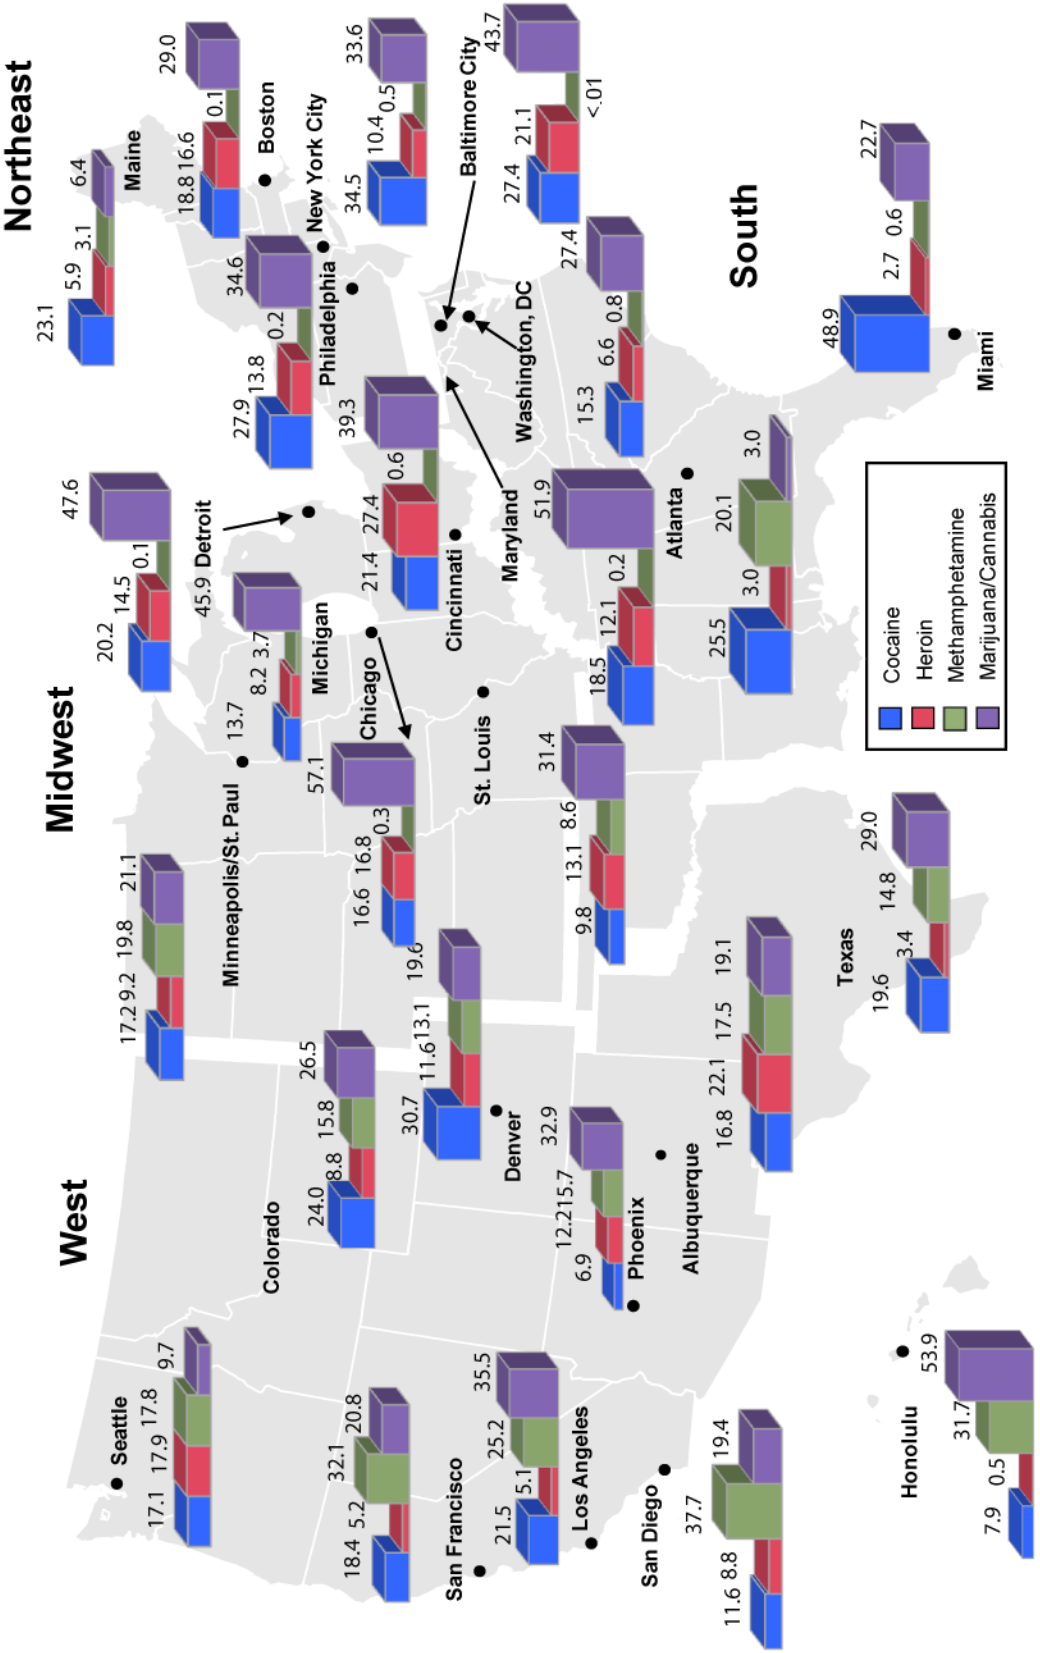 West
Midwest
Northeast
South
Seattle
17.1 17.9 17.8 9.7
San Francisco
18.4 5.2 32.1 20.8
Los Angeles
21.5 5.1 25.2 35.5
San Diego
11.6 8.8 37.7 19.4
Honolulu
7.9 0.5 31.7 53.9
Colorado
24.0 8.8 15.8 26.5
Denver
30.7 11.6 13.1 19.6
Phoenix
6.9 12.2 15.7 32.9
Albuquerque
16.8 22.1 17.5 19.1
Texas
19.6 3.4 14.8 29.0
Minneapolis/St. Paul
17.2 9.2 19.8 21.1
Chicago
16.6 16.8 0.3 57.1
St. Louis
9.8 13.1 8.6 31.4
Michigan
13.7 8.2 3.7 45.9
Detroit
20.2 14.5 0.1 47.6
Cincinnati
21.4 27.4 0.6 39.3
Maine
23.1 5.9 3.1 6.4
Boston
18.8 16.6 0.1 29.0
New York City
34.5 10.4 0.5 33.6
Philadelphia
27.9 13.8 0.2 34.6
Baltimore City
27.4 21.1 <.01 43.7
Washington, DC
15.3 6.6 0.8 27.4
Maryland
18.5 12.1 0.2 51.9
Atlanta
25.5 3.0 20.1 3.0
Miami
48.9 2.7 0.6 22.7
Cocaine
Heroin
Methamphetamine
Marijuana/Cannabis